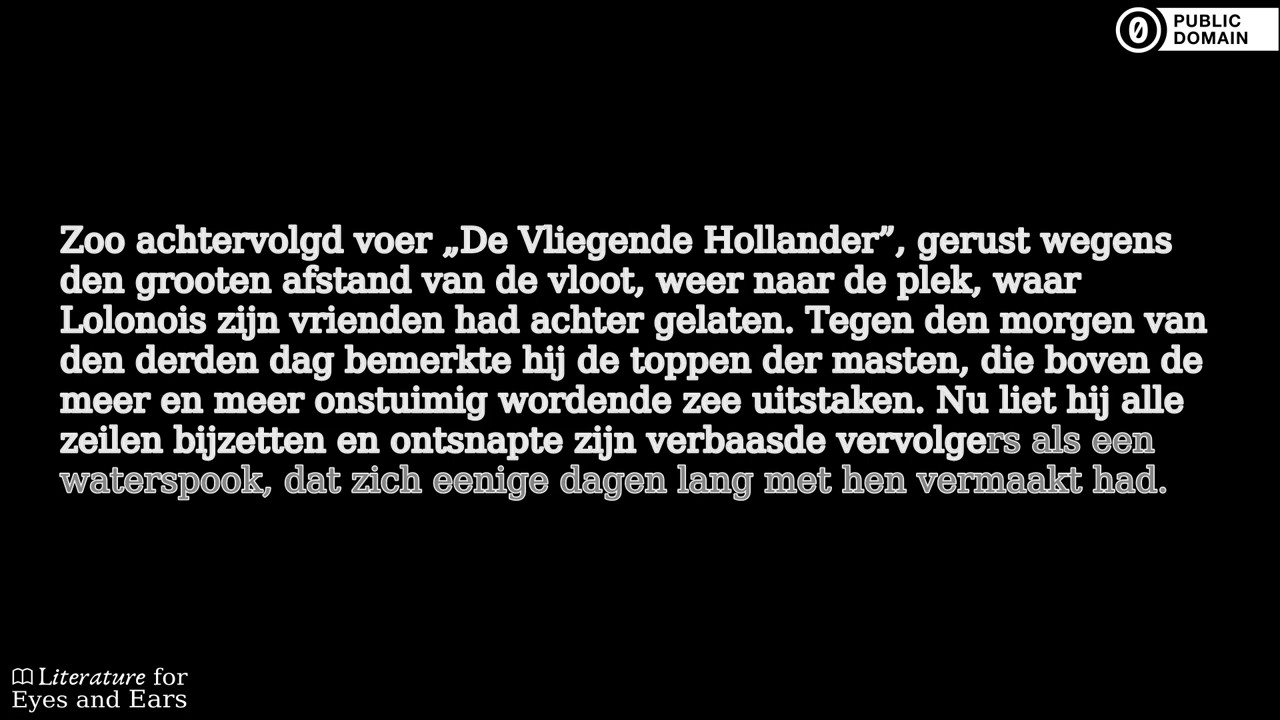 PUBLIC
DOMAIN
Zoo achtervolgd voer „De Vliegende Hollander”, gerust wegens
den grooten afstand van de vloot, weer naar de plek, waar
Lolonois zijn vrienden had achter gelaten. Tegen den morgen van
den derden dag bemerkte hij de toppen der masten, die boven de
meer en meer onstuimig wordende zee uitstaken. Nu liet hij alle
zeilen bijzetten en ontsnapte zijn verbaasde vervolgers als een
waterspook, dat zich eenige dagen lang met hen vermaakt had.
Literature for
Eyes and Ears